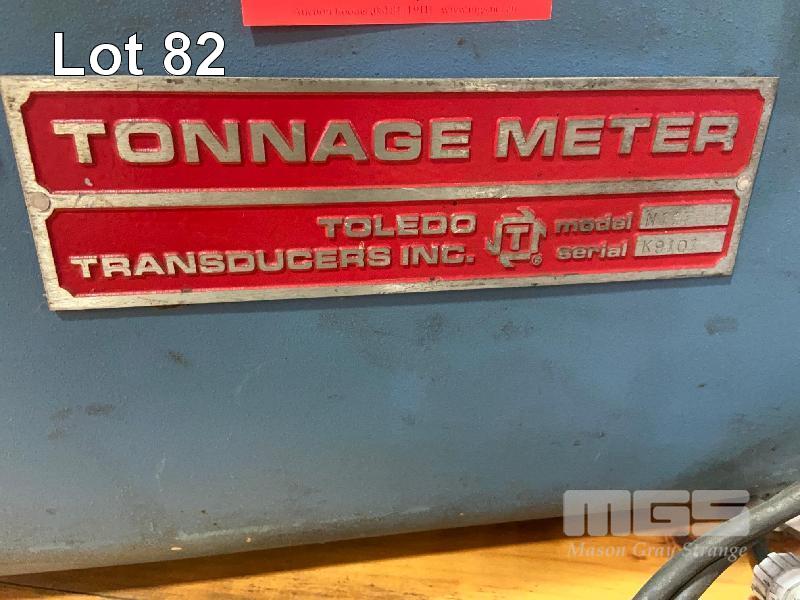 Lot 82
TONNAGE METER
TOLEDO
TRANSDUCERS INC.
T
®
model
serial K9101
MGS
Mason Gray Strange